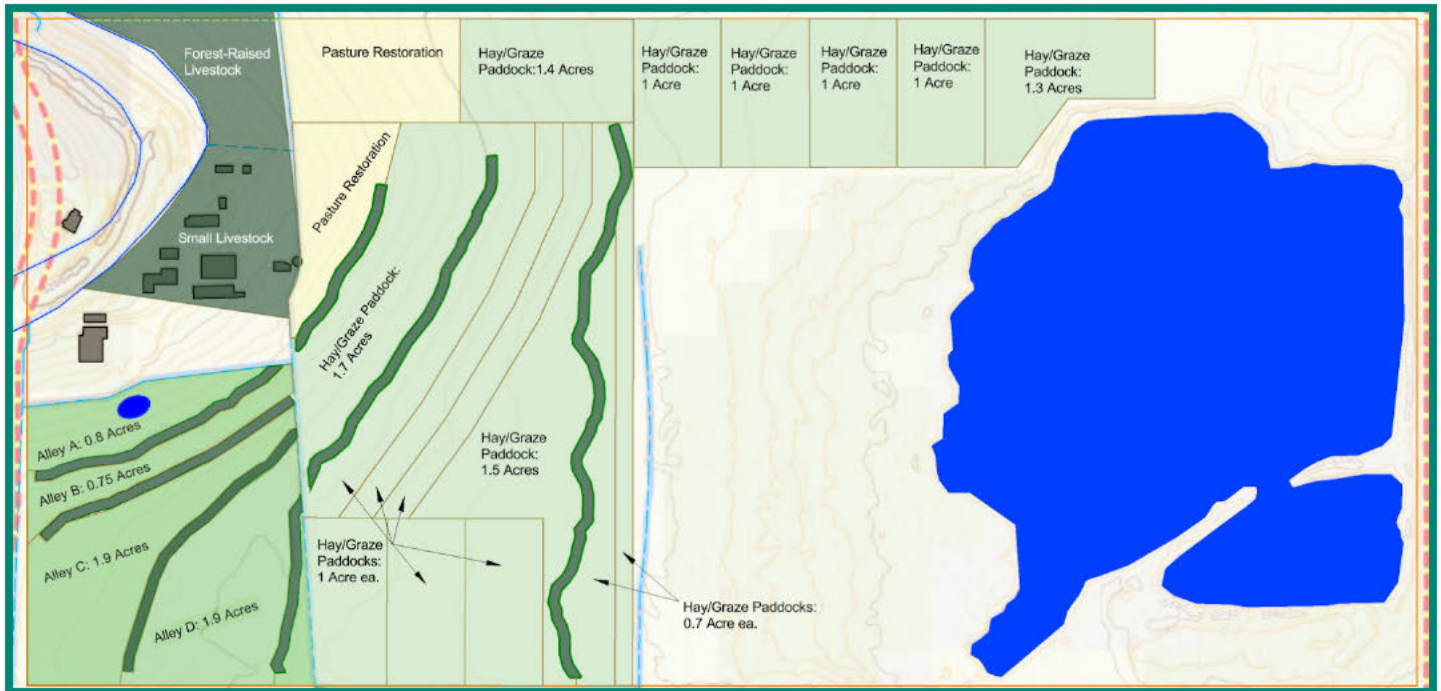 Forest-Raised
Livestock
Pasture Restoration
Hay/Graze
Paddock:1.4 Acres
Hay/Graze
Paddock:
1 Acre
Hay/Graze
Paddock:
1 Acre
Hay/Graze
Paddock:
1 Acre
Hay/Graze
Paddock:
1 Acre
Hay/Graze
Paddock:
1.3 Acres
Pasture Restoration
Small Livestock
Hay/Graze Paddock:
1.7 Acres
Alley A: 0.8 Acres
Alley B: 0.75 Acres
Alley C: 1.9 Acres
Alley D: 1.9 Acres
Hay/Graze
Paddock:
1.5 Acres
Hay/Graze
Paddocks:
1 Acre ea.
Hay/Graze Paddocks:
0.7 Acre ea.